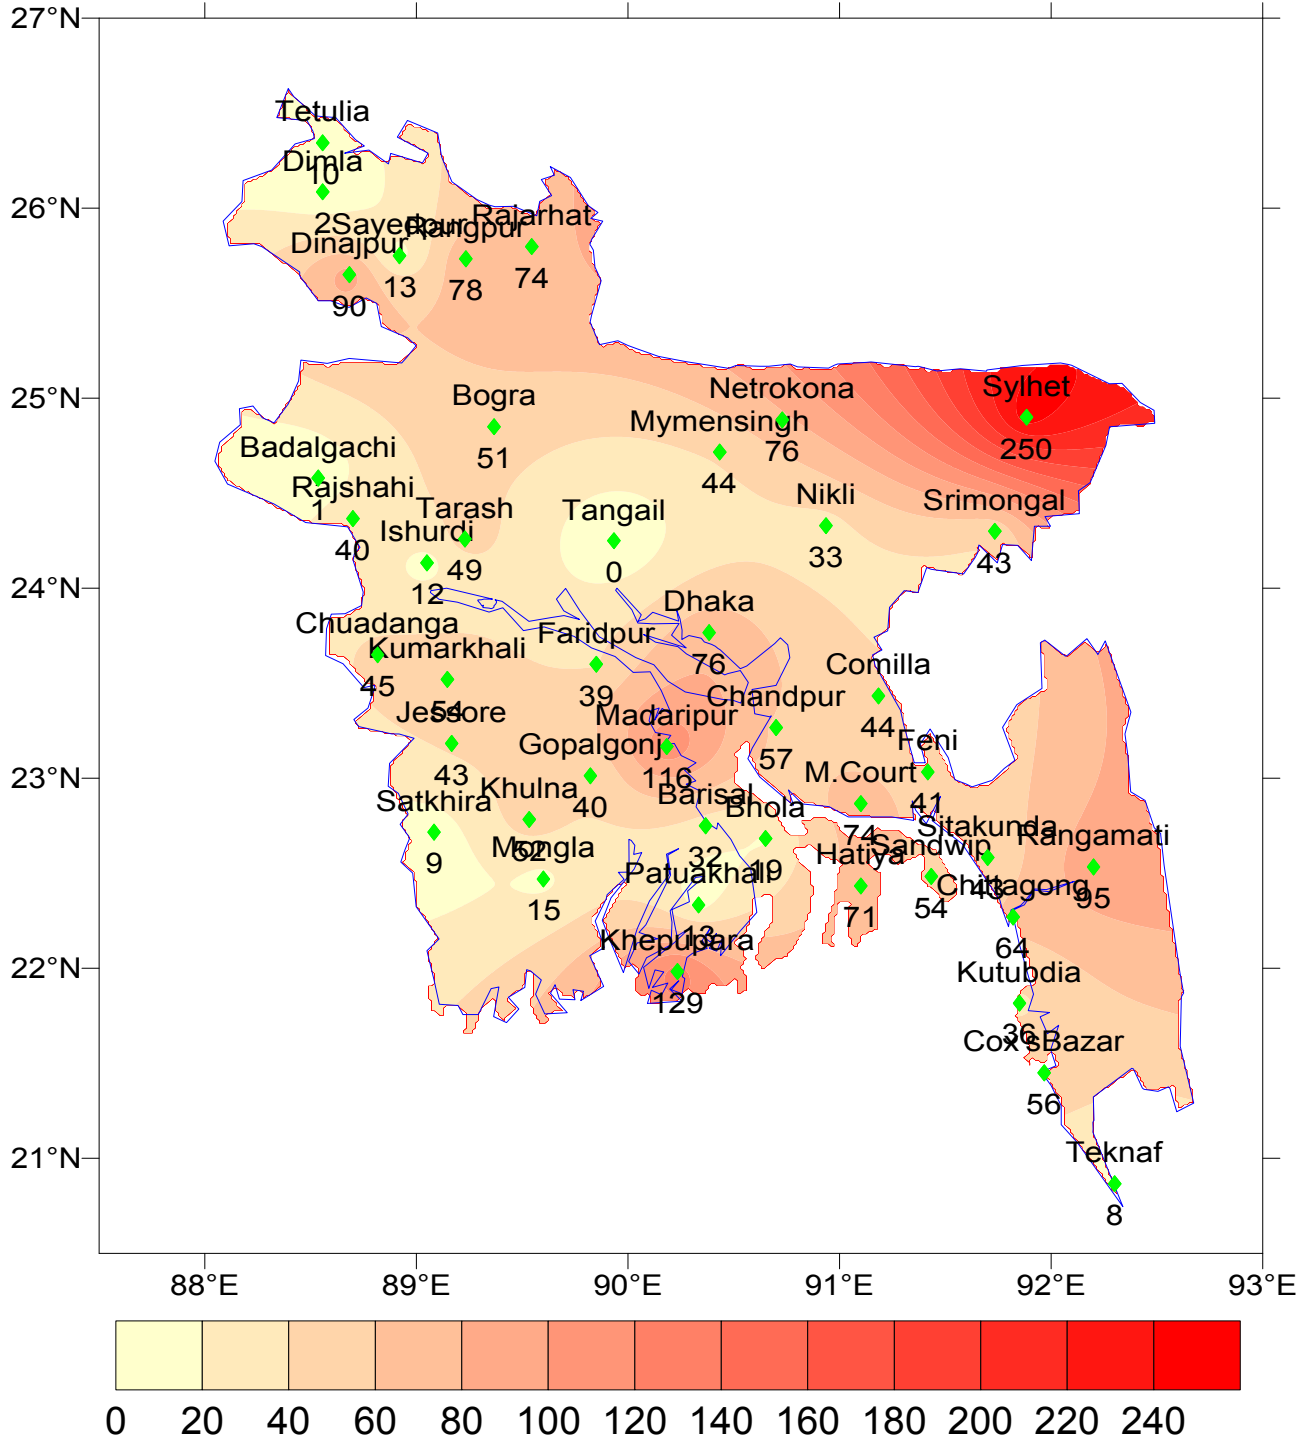 27°N
Tetulia
Dimla
10
26°N
2
Sayedpur
Rangpur
Rajarhat
Dinajpur
13
78
74
90
25°N
Bogra
Netrokona
Sylhet
Mymensingh
51
76
250
Badalgachi
44
Rajshahi
Tarash
Tangail
Nikli
Srimongal
1
Ishurdi
40
49
0
33
43
24°N
12
Chuadanga
Faridpur
Dhaka
Kumarkhali
76
Comilla
45
39
Chandpur
54
Jessore
Madaripur
44
Feni
Gopalgonj
57
23°N
43
116
M.Court
Khulna
Barisal
41
Satkhira
40
Bhola
74
Sitakunda
Rangamati
52
Mongla
32
Hatiya
Sandwip
9
Patuakhali
19
43
Chittagong
95
15
71
54
13
Khepupara
64
22°N
129
Kutubdia
36
Cox'sBazar
56
21°N
Teknaf
8
88°E 89°E 90°E 91°E 92°E 93°E
0 20 40 60 80 100 120 140 160 180 200 220 240